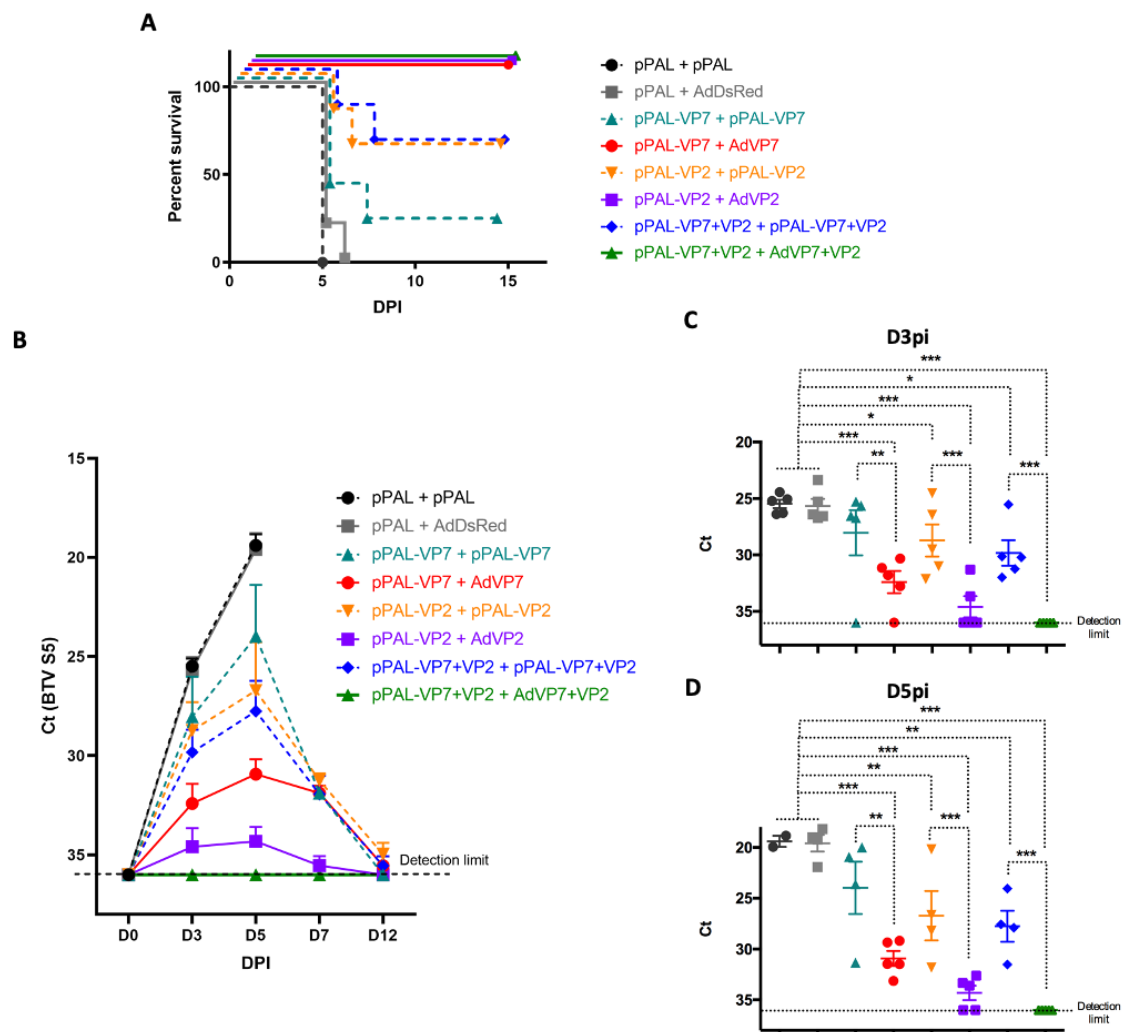 A
Percent survival
100
50
0
0
5
10
15
DPI
pPAL + pPAL
pPAL + AdDsRed
pPAL-VP7 + pPAL-VP7
pPAL-VP7 + AdVP7
pPAL-VP2 + pPAL-VP2
pPAL-VP2 + AdVP2
pPAL-VP7+VP2 + pPAL-VP7+VP2
pPAL-VP7+VP2 + AdVP7+VP2
B
Ct (BTV S5)
15
20
25
30
35
pPAL + pPAL
pPAL + AdDsRed
pPAL-VP7 + pPAL-VP7
pPAL-VP7 + AdVP7
pPAL-VP2 + pPAL-VP2
pPAL-VP2 + AdVP2
pPAL-VP7+VP2 + pPAL-VP7+VP2
pPAL-VP7+VP2 + AdVP7+VP2
Detection limit
D0
D3
D5
D7
D12
DPI
C
D3pi
***
*
***
*
***
**
***
***
Ct
20
25
30
35
Detection
limit
D
D5pi
***
**
***
**
***
**
***
***
Ct
20
25
30
35
Detection
limit